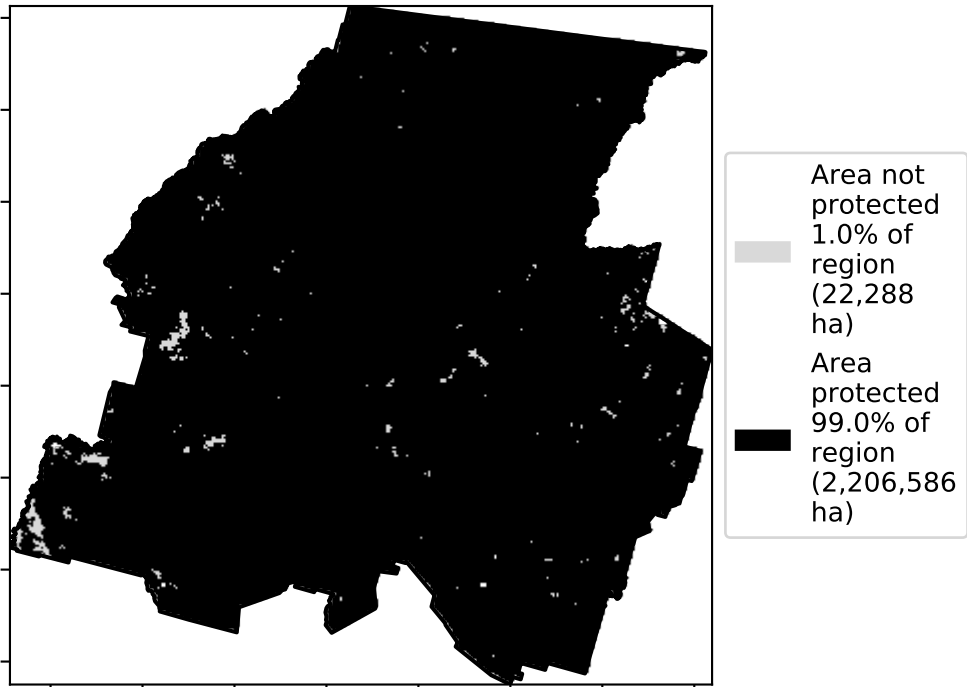 Area not
protected
1.0% of
region
(22,288
ha)
Area
protected
99.0% of
region
(2,206,586
ha)